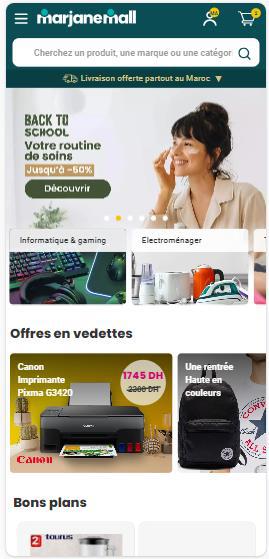 marjanemall
MA
3
Cherchez un produit, une marque ou une catégori
Livraison offerte partout au Maroc ▼
BACK TO
SCHOOL
Votre routine
de soins
Jusqu'à -50%
Découvrir
Informatique & gaming
Electroménager
Offres en vedettes
Canon
Imprimante
Pixma G3420
1745 DH
2300 DH
Canon
Une rentrée
Haute en
couleurs
Bons plans
2 taurus